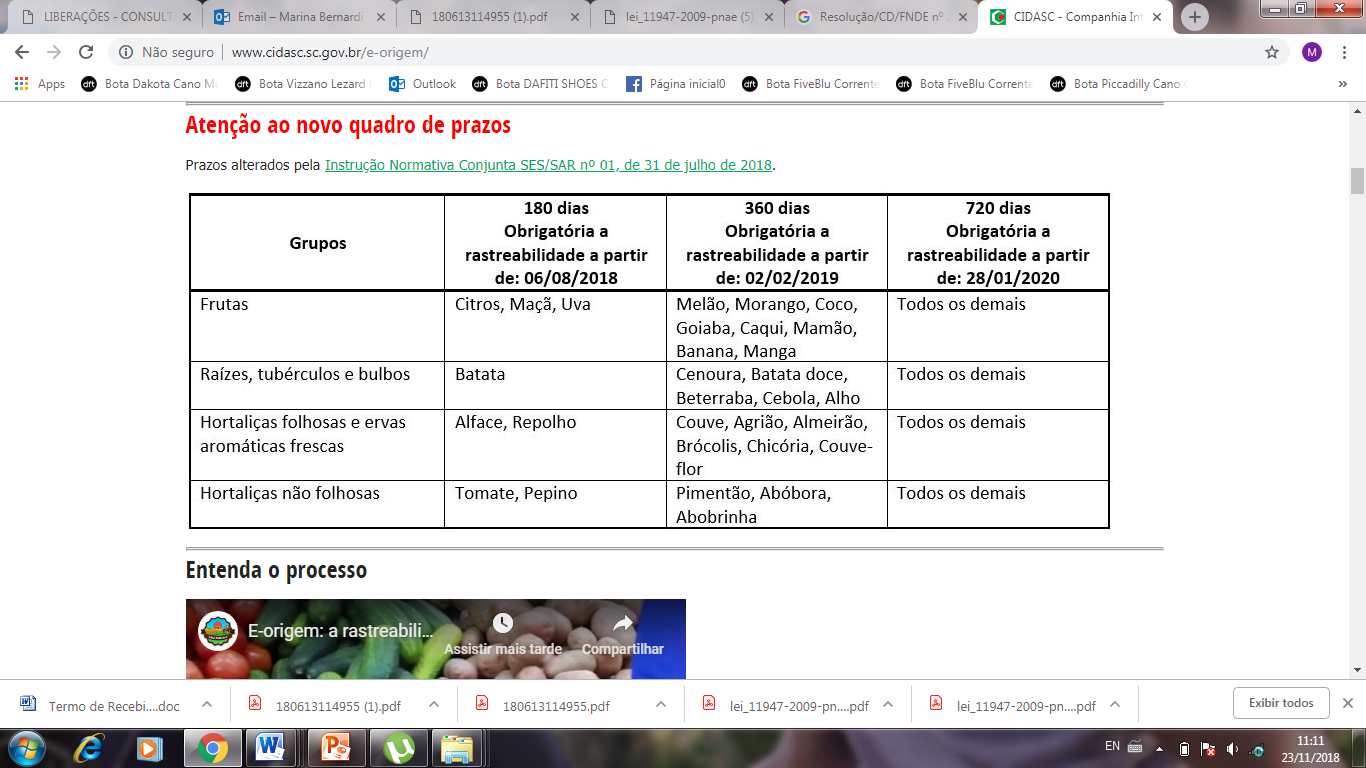 LIBERAÇÕES - CONSULT
Email – Marina Bernardi
180613114955 (1).pdf
lei_11947-2009-pnae (5)
Resolução/CD/FNDE nº
CIDASC - Companhia Int
Não seguro | www.cidasc.sc.gov.br/e-origem/
M
Apps
Bota Dakota Cano Me
Bota Vizzano Lezard
Outlook
Bota DAFITI SHOES C
Página inicial0
Bota FiveBlu Corrente
Bota FiveBlu Corrente
Bota Piccadilly Cano
Atenção ao novo quadro de prazos
Prazos alterados pela Instrução Normativa Conjunta SES/SAR nº 01, de 31 de julho de 2018.
Grupos
180 dias
Obrigatória a
rastreabilidade a partir
de: 06/08/2018
360 dias
Obrigatória a
rastreabilidade a partir
de: 02/02/2019
720 dias
Obrigatória a
rastreabilidade a partir
de: 28/01/2020
Frutas
Citros, Maçã, Uva
Melão, Morango, Coco,
Goiaba, Caqui, Mamão,
Banana, Manga
Todos os demais
Raízes, tubérculos e bulbos
Batata
Cenoura, Batata doce,
Beterraba, Cebola, Alho
Todos os demais
Hortaliças folhosas e ervas
aromáticas frescas
Alface, Repolho
Couve, Agrião, Almeirão,
Brócolis, Chicória, Couve-
flor
Todos os demais
Hortaliças não folhosas
Tomate, Pepino
Pimentão, Abóbora,
Abobrinha
Todos os demais
Entenda o processo
E-origem: a rastreabili...
Assistir mais tarde
Compartilhar
Termo de Recebi....doc
180613114955 (1).pdf
180613114955.pdf
lei_11947-2009-pn....pdf
lei_11947-2009-pn....pdf
Exibir todos
EN
11:11
23/11/2018